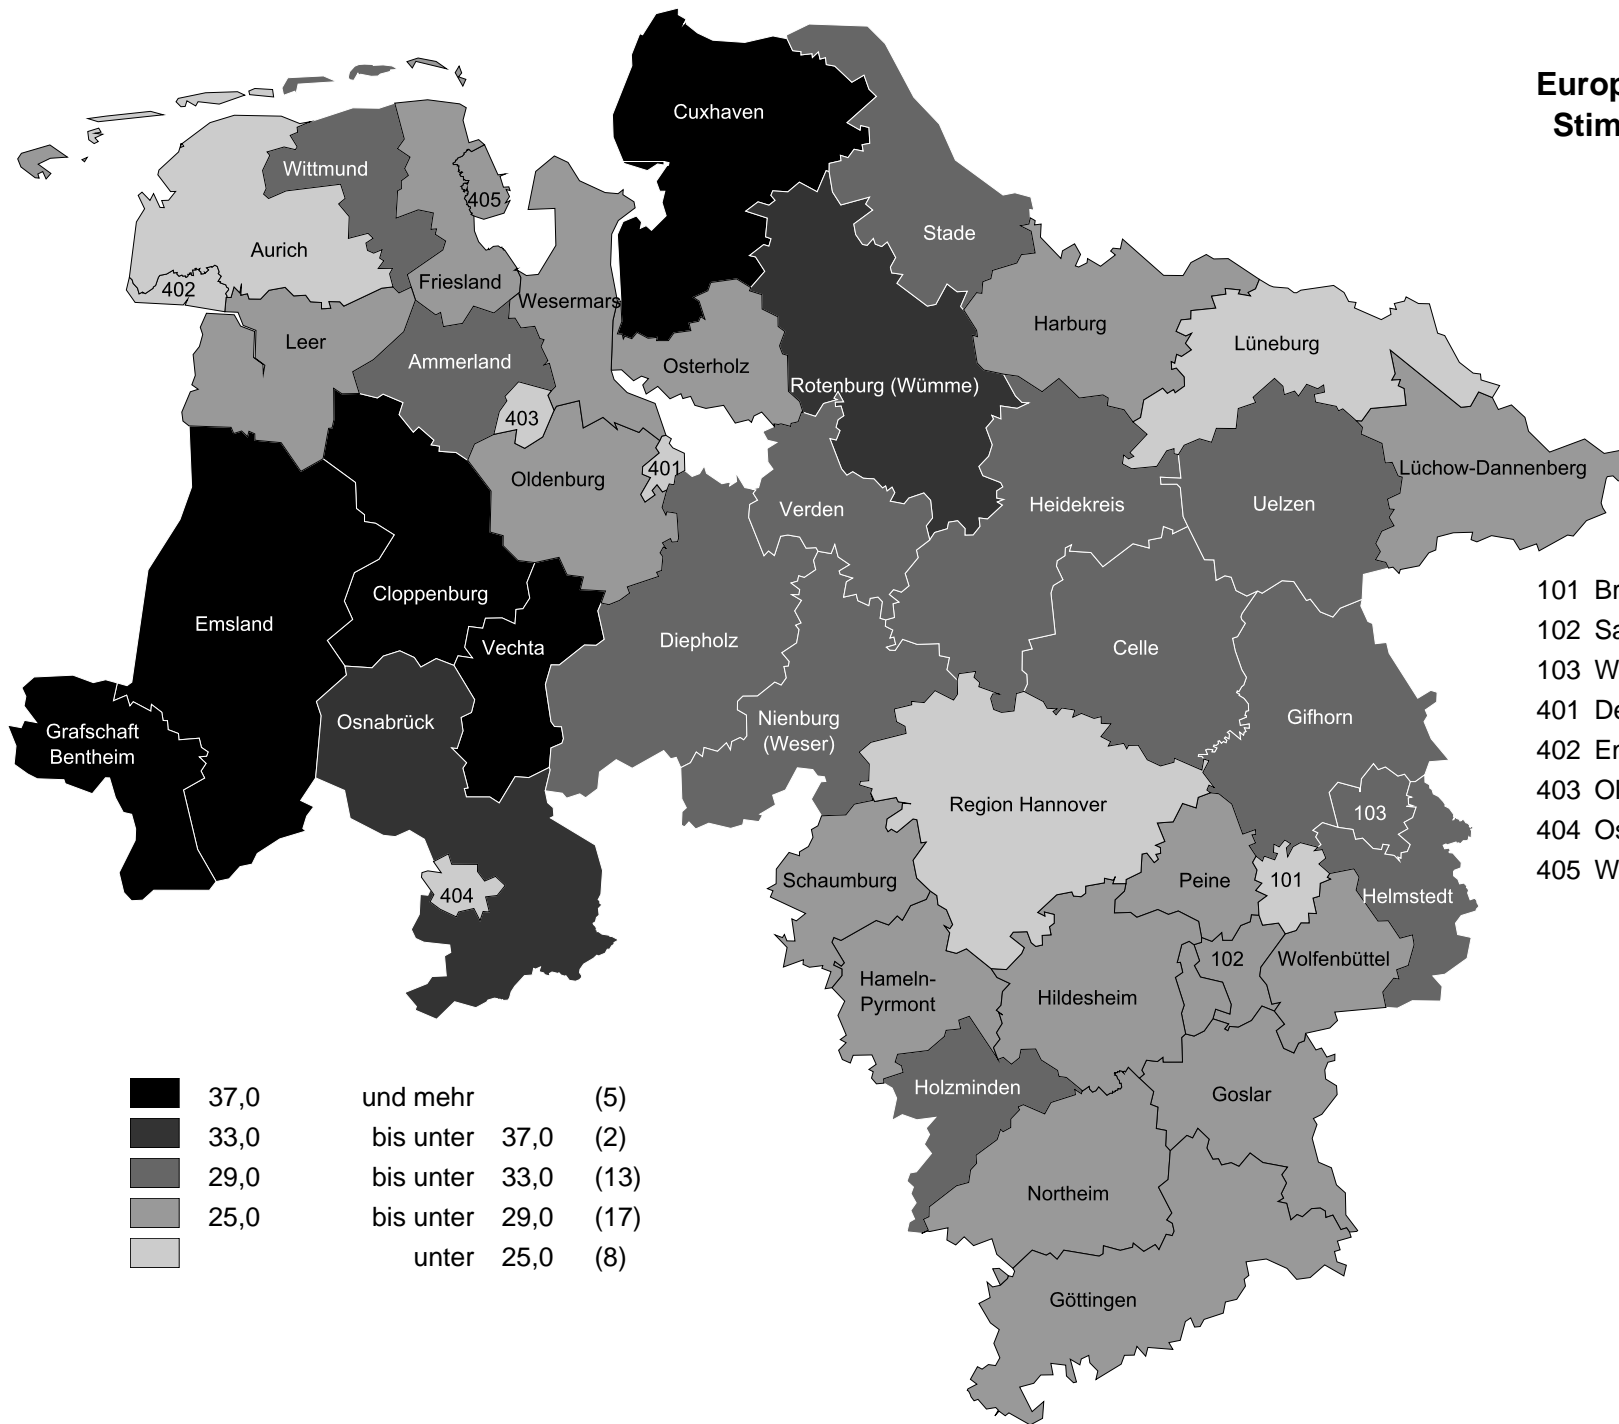 Cuxhaven
Wittmund
405
Stade
Aurich
Friesland
402
Wesermars
Harburg
Leer
Lüneburg
Ammerland
Osterholz
Rotenburg (Wümme)
403
401
Lüchow-Dannenberg
Oldenburg
Verden
Heidekreis
Uelzen
Cloppenburg
Emsland
Diepholz
Vechta
Celle
Osnabrück
Grafschaft
Bentheim
Nienburg
(Weser)
Gifhorn
Region Hannover
103
Schaumburg
Peine
101
404
Helmstedt
Hameln-
Pyrmont
102
Wolfenbüttel
Hildesheim
Holzminden
Goslar
Northeim
Göttingen
37,0 und mehr (5)
33,0 bis unter 37,0 (2)
29,0 bis unter 33,0 (13)
25,0 bis unter 29,0 (17)
unter 25,0 (8)
Europ
Stim
101 Br
102 Sa
103 W
401 De
402 Er
403 Ol
404 Os
405 W